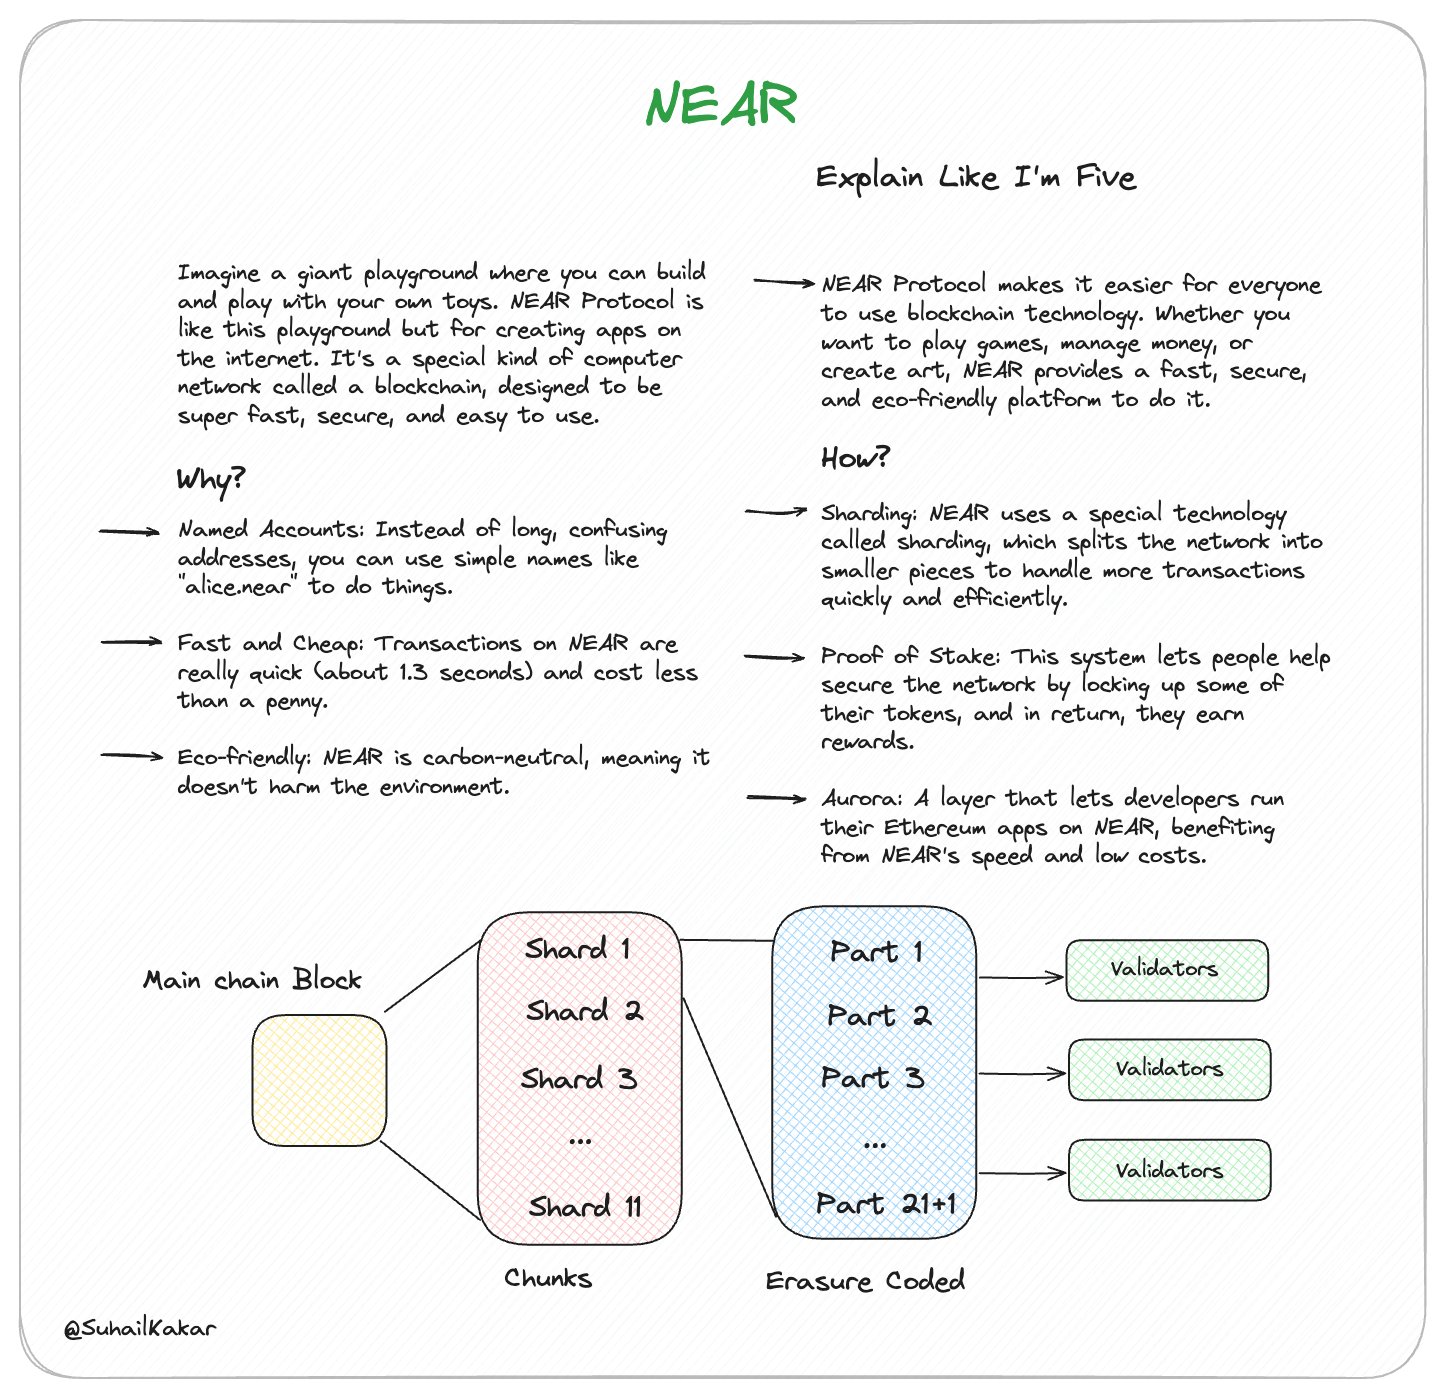 NEAR
Explain Like I'm Five
Imagine a giant playground where you can build
and play with your own toys. NEAR Protocol is
like this playground but for creating apps on
the internet. It's a special kind of computer
network called a blockchain, designed to be
super fast, secure, and easy to use.
Why?
Named Accounts: Instead of long, confusing
addresses, you can use simple names like
"alice.near" to do things.
Fast and Cheap: Transactions on NEAR are
really quick (about 1.3 seconds) and cost less
than a penny.
Eco-friendly: NEAR is carbon-neutral, meaning it
doesn't harm the environment.
NEAR Protocol makes it easier for everyone
to use blockchain technology. Whether you
want to play games, manage money, or
create art, NEAR provides a fast, secure,
and eco-friendly platform to do it.
How?
Sharding: NEAR uses a special technology
called sharding, which splits the network into
smaller pieces to handle more transactions
quickly and efficiently.
Proof of Stake: This system lets people help
secure the network by locking up some of
their tokens, and in return, they earn
rewards.
Aurora: A layer that lets developers run
their Ethereum apps on NEAR, benefiting
from NEAR's speed and low costs.
Main chain Block
Shard 1
Shard 2
Shard 3
...
Shard 11
Chunks
Part 1
Part 2
Part 3
...
Part 21+1
Erasure Coded
Validators
Validators
Validators
@SuhailKakar